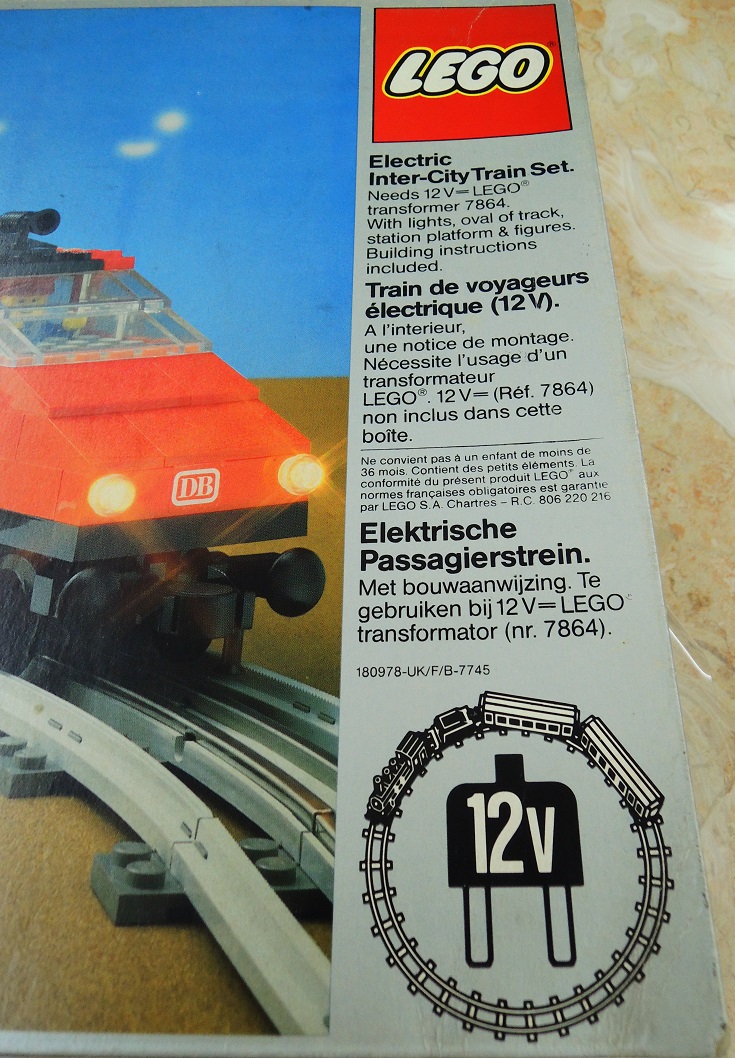 LEGO®
Electric
Inter-City Train Set.
Needs 12V= LEGO®
transformer 7864.
With lights, oval of track,
station platform & figures.
Building instructions
included.
Train de voyageurs
électrique (12 V).
A l'interieur,
une notice de montage.
Nécessite l'usage d'un
transformateur
LEGO®. 12 V= (Réf. 7864)
non inclus dans cette
boîte.
Ne convient pas à un enfant de moins de
36 mois. Contient des petits éléments. La
conformité du présent produit LEGO® aux
normes françaises obligatoires est garantie
par LEGO S.A. Chartres – R.C. 806 220 216
Elektrische
Passagierstrein.
Met bouwaanwijzing. Te
gebruiken bij 12 V= LEGO®
transformator (nr. 7864).
180978-UK/F/B-7745
12V
DB